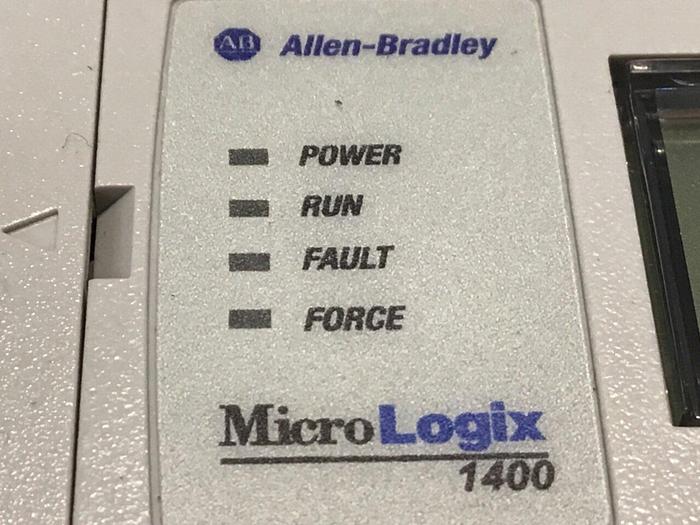 AB Allen-Bradley
POWER
RUN
FAULT
FORCE
MicroLogix
1400